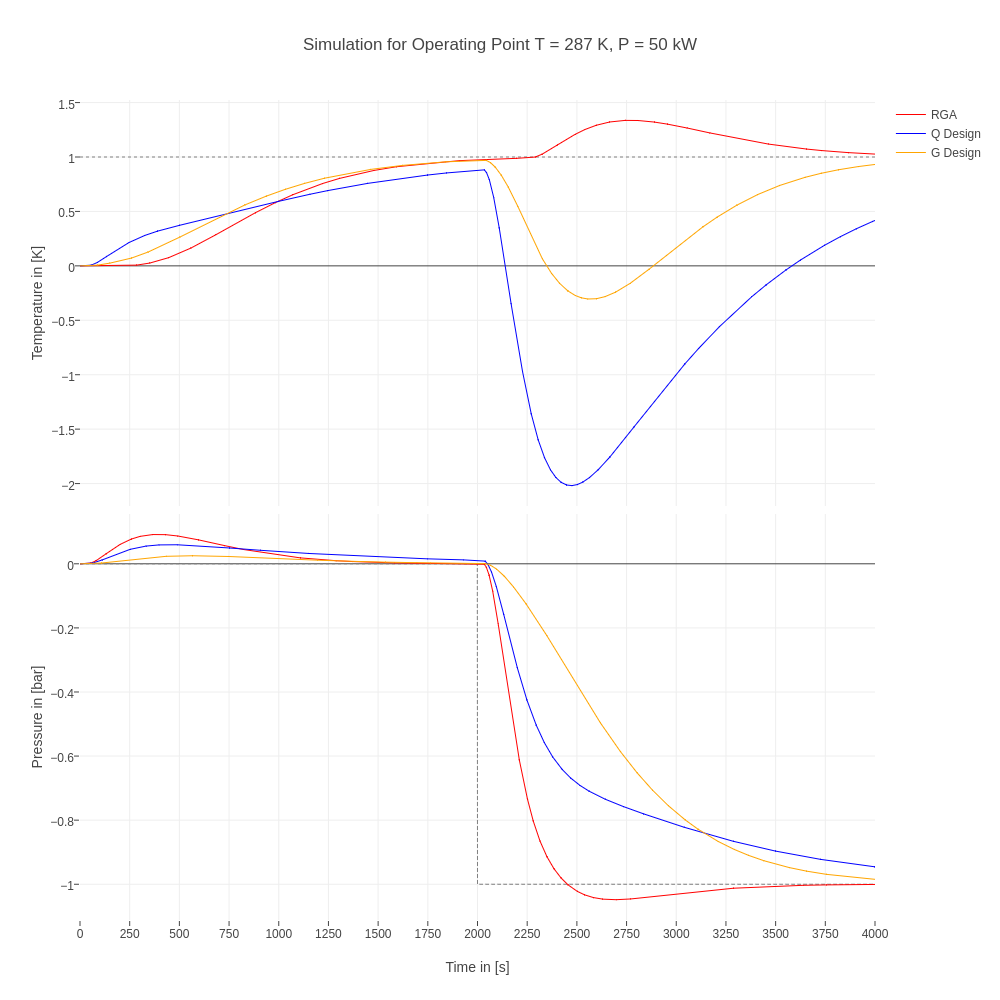 Simulation for Operating Point T = 287 K, P = 50 kW
RGA
Q Design
G Design
Temperature in [K]
1.5
1
0.5
0
−0.5
−1
−1.5
−2
Pressure in [bar]
0
−0.2
−0.4
−0.6
−0.8
−1
0 250 500 750 1000 1250 1500 1750 2000 2250 2500 2750 3000 3250 3500 3750 4000
Time in [s]